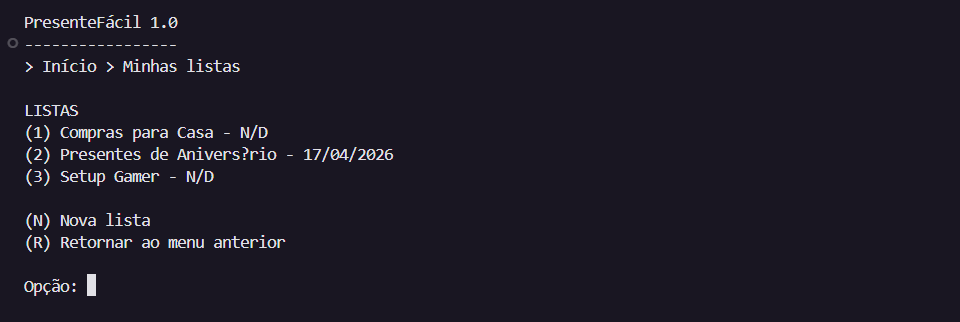 PresenteFácil 1.0
-----------------
> Início > Minhas listas
LISTAS
(1) Compras para Casa - N/D
(2) Presentes de Anivers?rio - 17/04/2026
(3) Setup Gamer - N/D
(N) Nova lista
(R) Retornar ao menu anterior
Opção: